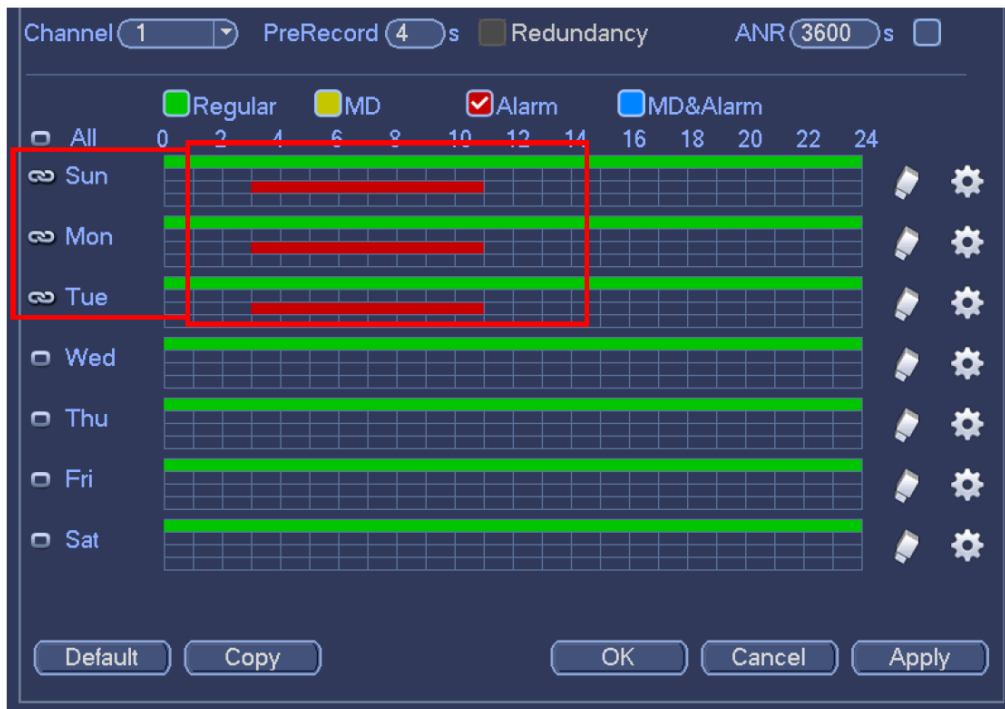 Channel 1 PreRecord 4 s Redundancy ANR 3600 s
Regular MD Alarm MD&Alarm
All 0 2 4 6 8 10 12 14 16 18 20 22 24
Sun
Mon
Tue
Wed
Thu
Fri
Sat
Default Copy OK Cancel Apply